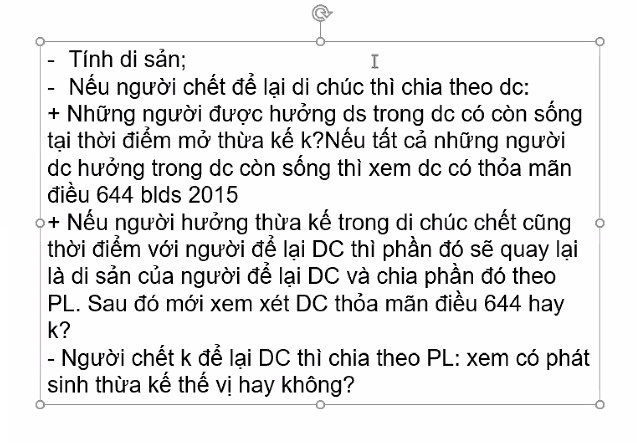 - Tính di sản;
- Nếu người chết để lại di chúc thì chia theo dc:
+ Những người được hưởng ds trong dc có còn sống
tại thời điểm mở thừa kế k?Nếu tất cả những người
dc hưởng trong dc còn sống thì xem dc có thỏa mãn
điều 644 blds 2015
+ Nếu người hưởng thừa kế trong di chúc chết cũng
thời điểm với người để lại DC thì phần đó sẽ quay lại
là di sản của người để lại DC và chia phần đó theo
PL. Sau đó mới xem xét DC thỏa mãn điều 644 hay
k?
- Người chết k để lại DC thì chia theo PL: xem có phát
sinh thừa kế thế vị hay không?